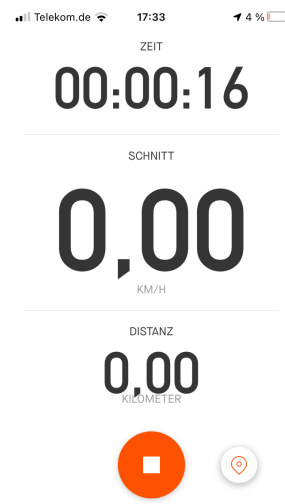 Telekom.de 17:33 4 %
ZEIT
00:00:16
SCHNITT
0,00
KM/H
DISTANZ
0,00
KILOMETER